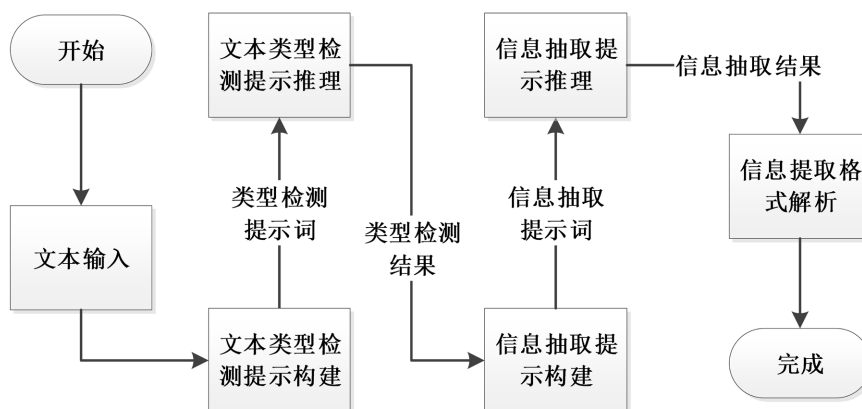 开始
文本输入
文本类型检
测提示构建
类型检测
提示词
文本类型检
测提示推理
类型检测
结果
信息抽取提
示构建
信息抽取
提示词
信息抽取提
示推理
信息抽取结果
信息提取格
式解析
完成